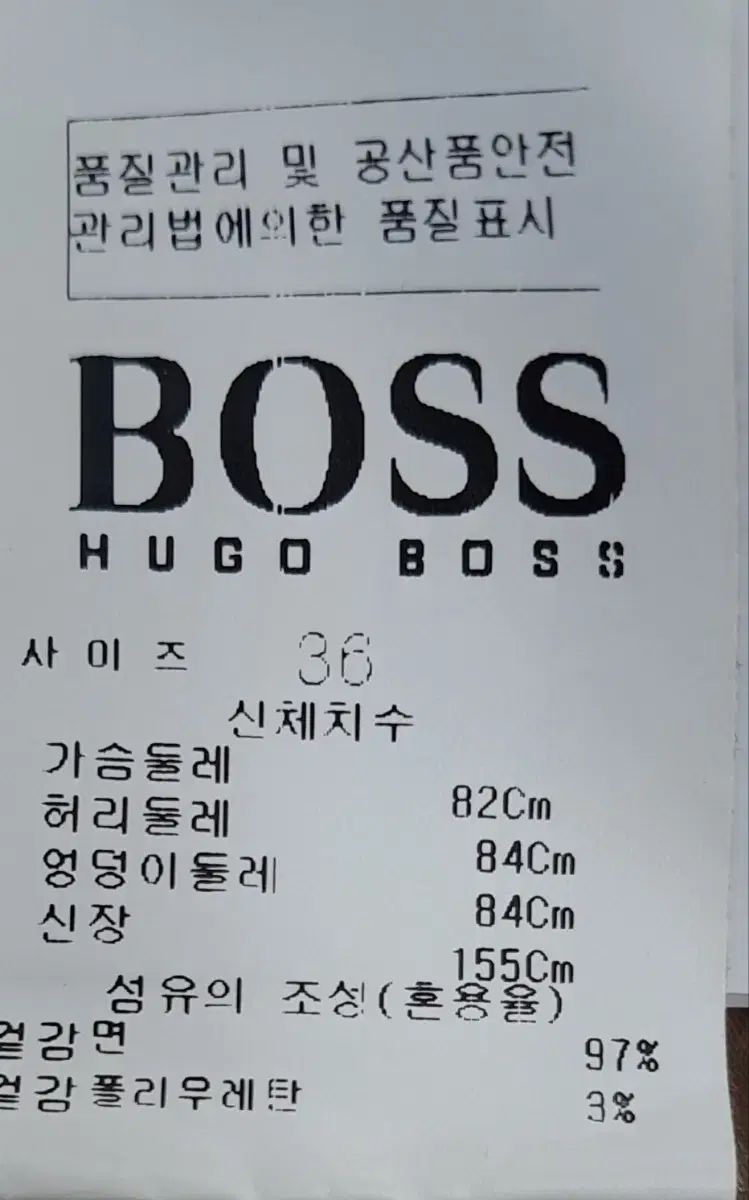 품질관리 및 공산품안전
관리법에의한 품질표시
BOSS
HUGO BOSS
사이즈 36
신체치수
가슴둘레 82Cm
허리둘레 84Cm
엉덩이둘레 84Cm
신장 155Cm
섬유의 조성(혼용율)
겉감면 97%
겉감폴리우레탄 3%